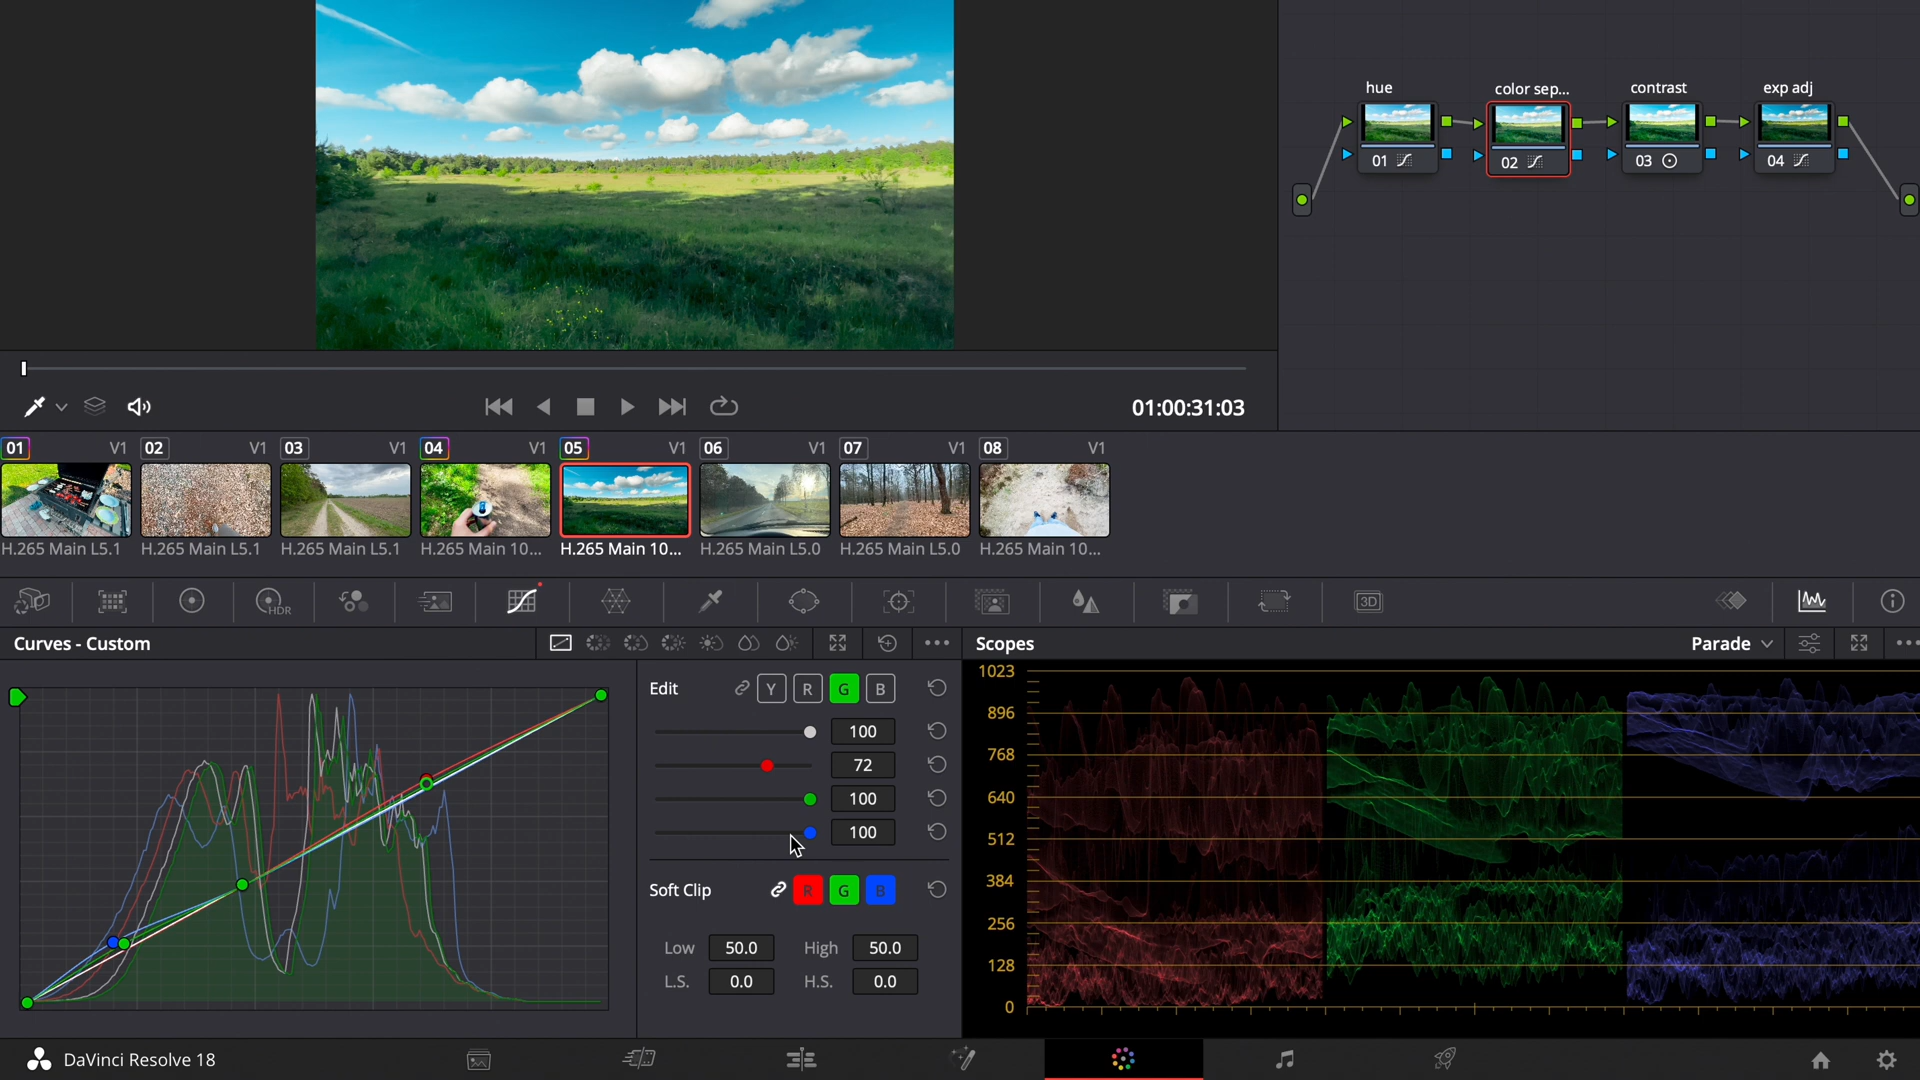 hue
color sep...
contrast
exp adj
01
02
03
04
01:00:31:03
01 V1 02 V1 03 V1 04 V1 05 V1 06 V1 07 V1 08 V1
H.265 Main L5.1 H.265 Main L5.1 H.265 Main L5.1 H.265 Main 10... H.265 Main 10... H.265 Main L5.0 H.265 Main L5.0 H.265 Main 10...
HDR
3D
Curves - Custom
Edit Y R G B
100
72
100
100
Soft Clip R G B
Low 50.0 High 50.0
L.S. 0.0 H.S. 0.0
Scopes
Parade
1023
896
768
640
512
384
256
128
0
DaVinci Resolve 18